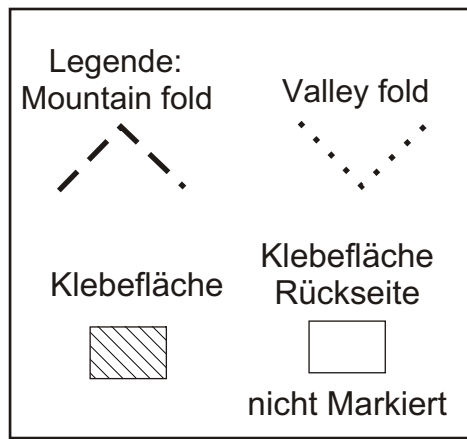 Legende:
Mountain fold
Valley fold
Klebefläche
Klebefläche
Rückseite
nicht Markiert